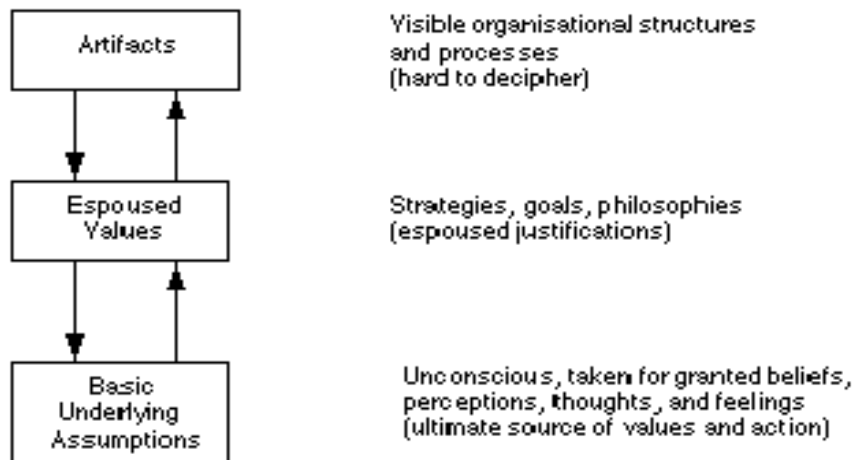 Artifacts
Visible organisational structures
and processes
(hard to decipher)
Espoused
Values
Strategies, goals, philosophies
(espoused justifications)
Basic
Underlying
Assumptions
Unconscious, taken for granted beliefs,
perceptions, thoughts, and feelings
(ultimate source of values and action)